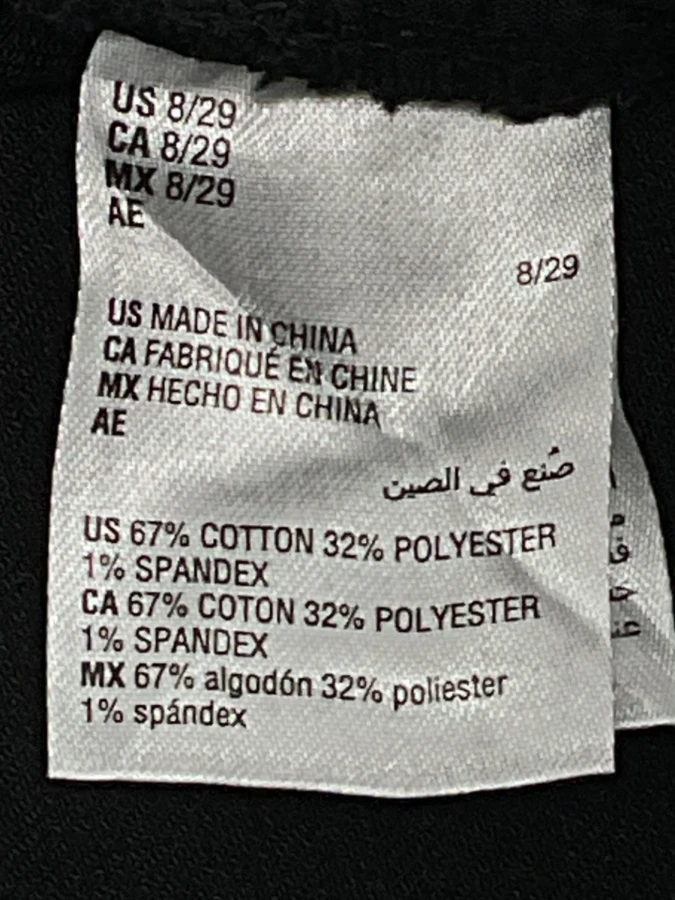 US 8/29
CA 8/29
MX 8/29
AE
8/29
US MADE IN CHINA
CA FABRIQUÉ EN CHINE
MX HECHO EN CHINA
AE
صُنع في الصين
US 67% COTTON 32% POLYESTER
1% SPANDEX
CA 67% COTON 32% POLYESTER
1% SPANDEX
MX 67% algodón 32% poliester
1% spándex